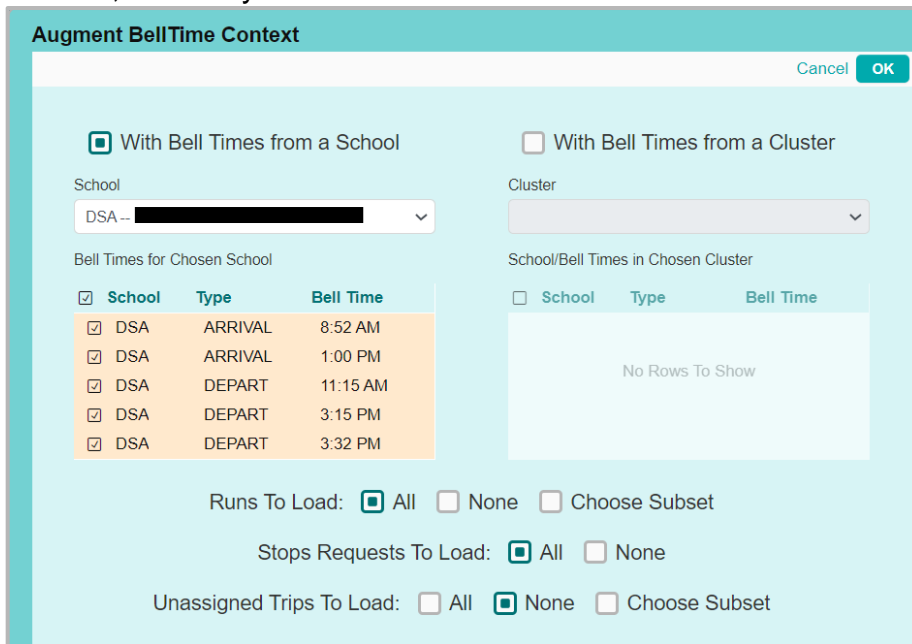 Augment BellTime Context
Cancel OK
With Bell Times from a School
With Bell Times from a Cluster
School
Cluster
DSA --
Bell Times for Chosen School
School/Bell Times in Chosen Cluster
School Type Bell Time
School Type Bell Time
DSA ARRIVAL 8:52 AM
DSA ARRIVAL 1:00 PM
DSA DEPART 11:15 AM
DSA DEPART 3:15 PM
DSA DEPART 3:32 PM
No Rows To Show
Runs To Load: All None Choose Subset
Stops Requests To Load: All None
Unassigned Trips To Load: All None Choose Subset